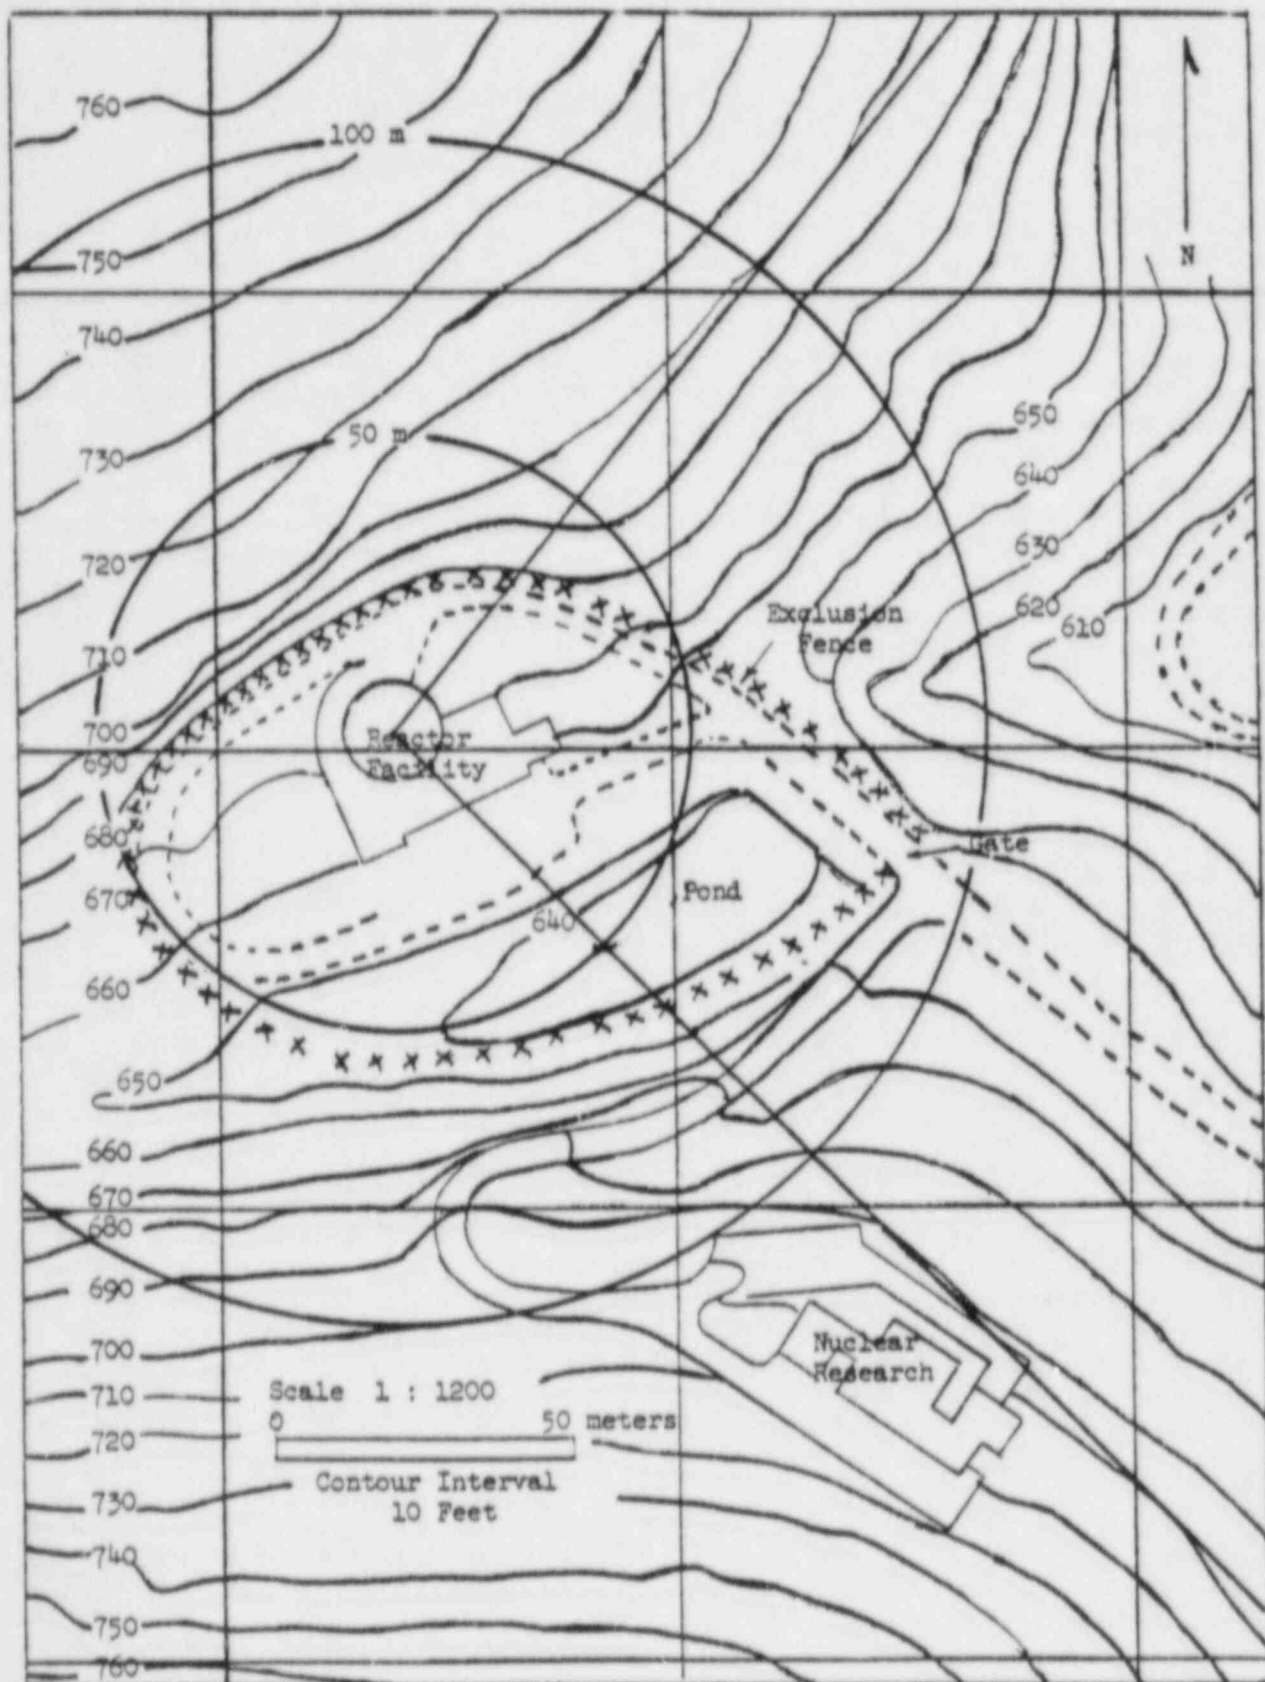 760
100 m
N
750
740
650
50 m
730
640
630
720
Exclusion
Fence
620
610
710
700
Reactor
Facility
690
680
Gate
670
Pond
640
660
650
660
670
680
690
Nuclear
Research
700
Scale 1 : 1200
710
0 50 meters
720
Contour Interval
10 Feet
730
740
750
760